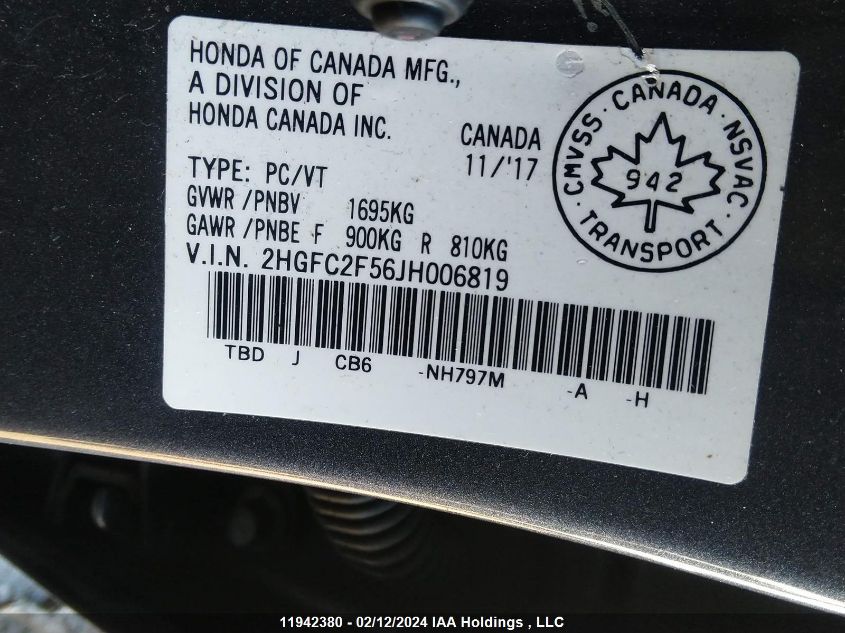 HONDA OF CANADA MFG.,
A DIVISION OF
HONDA CANADA INC.
CANADA
11/'17
TYPE: PC/VT
GVWR /PNBV 1695KG
GAWR /PNBE F 900KG R 810KG
V.I.N. 2HGFC2F56JH006819
TBD J CB6 -NH797M -A -H
CMVSS · CANADA · NSVAC · TRANSPORT ·
942
11942380 - 02/12/2024 IAA Holdings , LLC